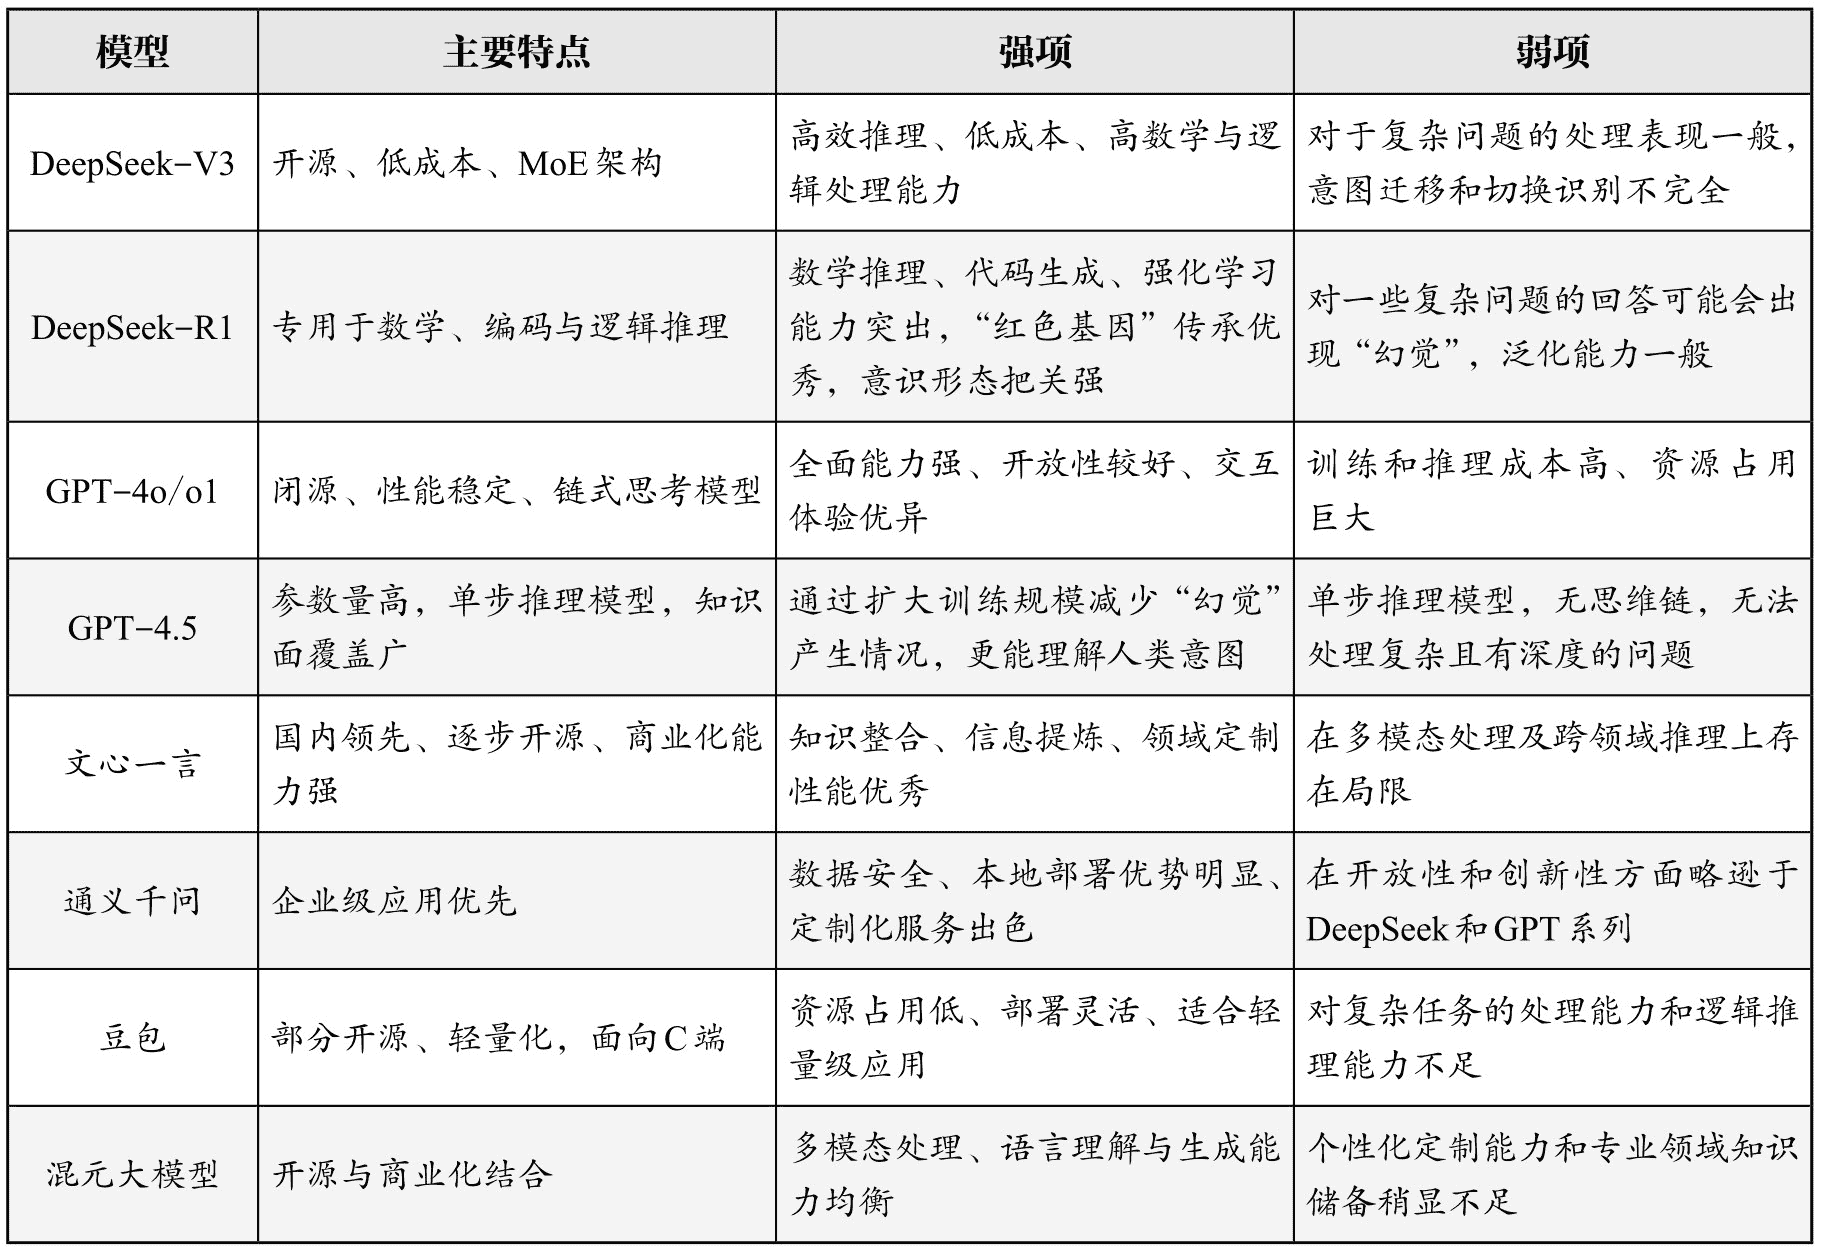 模型 主要特点 强项 弱项
DeepSeek-V3
开源、低成本、MoE架构
高效推理、低成本、高数学与逻
辑处理能力
对于复杂问题的处理表现一般，
意图迁移和切换识别不完全
DeepSeek-R1
专用于数学、编码与逻辑推理
数学推理、代码生成、强化学习
能力突出，“红色基因”传承优
秀，意识形态把关强
对一些复杂问题的回答可能会出
现“幻觉”，泛化能力一般
GPT-4o/o1
闭源、性能稳定、链式思考模型
全面能力强、开放性较好、交互
体验优异
训练和推理成本高、资源占用
巨大
GPT-4.5
参数量高，单步推理模型，知识
面覆盖广
通过扩大训练规模减少“幻觉”
产生情况，更能理解人类意图
单步推理模型，无思维链，无法
处理复杂且有深度的问题
文心一言
国内领先、逐步开源、商业化能
力强
知识整合、信息提炼、领域定制
性能优秀
在多模态处理及跨领域推理上存
在局限
通义千问
企业级应用优先
数据安全、本地部署优势明显、
定制化服务出色
在开放性和创新性方面略逊于
DeepSeek和GPT系列
豆包
部分开源、轻量化，面向C端
资源占用低、部署灵活、适合轻
量级应用
对复杂任务的处理能力和逻辑推
理能力不足
混元大模型
开源与商业化结合
多模态处理、语言理解与生成能
力均衡
个性化定制能力和专业领域知识
储备稍显不足